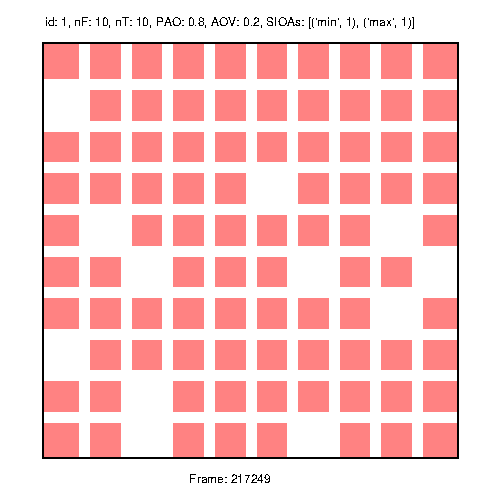 id: 1, nF: 10, nT: 10, PAO: 0.8, AOV: 0.2, SIOAs: [('min', 1), ('max', 1)]
Frame: 217249